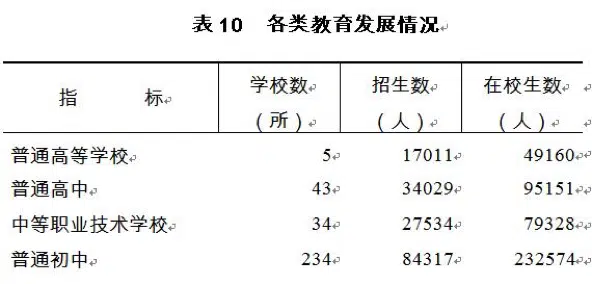 表 10 各类教育发展情况
指 标 学校数 招生数 在校生数
（所） （人） （人）
普通高等学校 5 17011 49160
普通高中 43 34029 95151
中等职业技术学校 34 27534 79328
普通初中 234 84317 232574